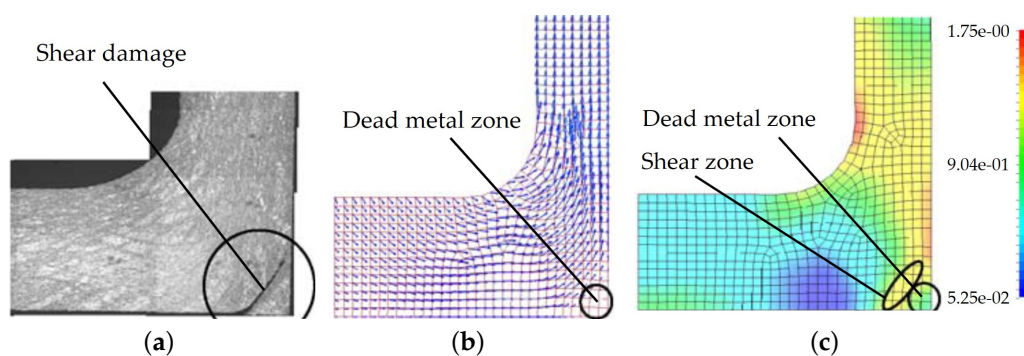 Shear damage
Dead metal zone
Dead metal zone
Shear zone
1.75e-00
9.04e-01
5.25e-02
(a)
(b)
(c)